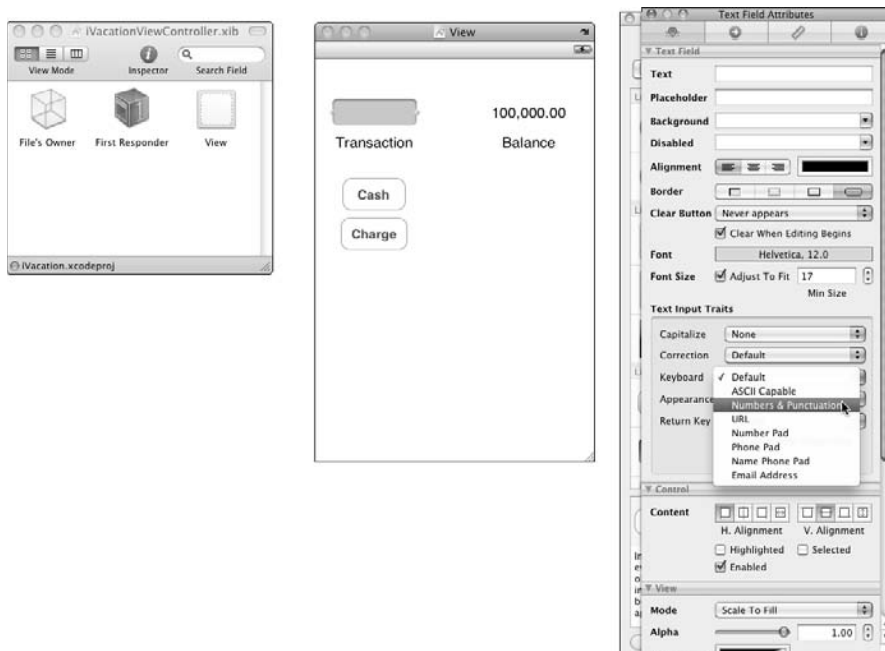 iVacationViewController.xib
View Mode
Inspector
Search Field
File's Owner
First Responder
View
iVacation.xcodeproj
View
100,000.00
Transaction
Balance
Cash
Charge
Text Field Attributes
Text Field
Text
Placeholder
Background
Disabled
Alignment
Border
Clear Button Never appears
Clear When Editing Begins
Font Helvetica, 12.0
Font Size Adjust To Fit 17
Min Size
Text Input Traits
Capitalize None
Correction Default
Keyboard ✓ Default
ASCII Capable
Appearance Numbers & Punctuation
URL
Return Key Number Pad
Phone Pad
Name Phone Pad
Email Address
Control
Content
H. Alignment V. Alignment
Highlighted Selected
Enabled
View
Mode Scale To Fill
Alpha 1.00